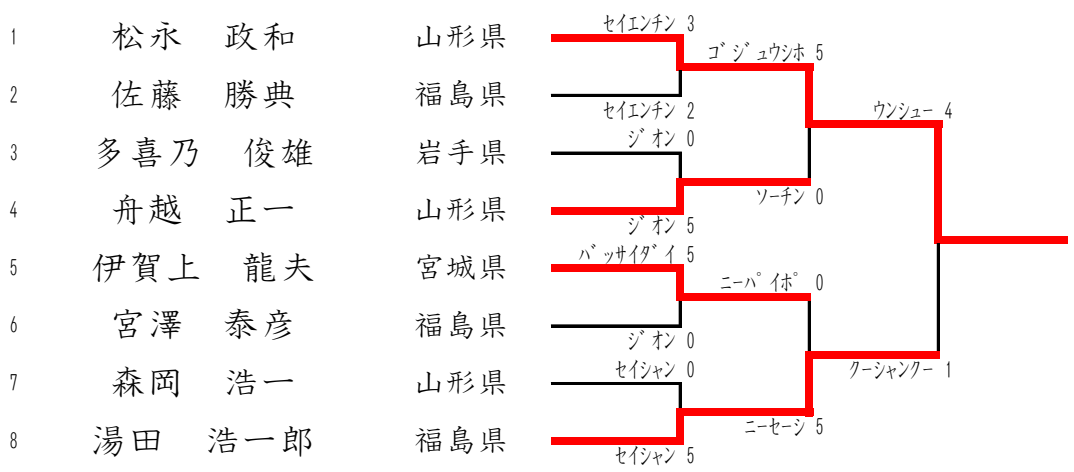 1 松永 政和 山形県
2 佐藤 勝典 福島県
3 多喜乃 俊雄 岩手県
4 舟越 正一 山形県
5 伊賀上 龍夫 宮城県
6 宮澤 泰彦 福島県
7 森岡 浩一 山形県
8 湯田 浩一郎 福島県
セイエンチン 3
セイエンチン 2
ジオン 0
ジオン 5
バッサイダイ 5
ジオン 0
セイシャン 0
セイシャン 5
ゴジュウシホ 5
ソーチン 0
ニーパイポ 0
ニーセーシ 5
ウンシュー 4
クーシャンクー 1